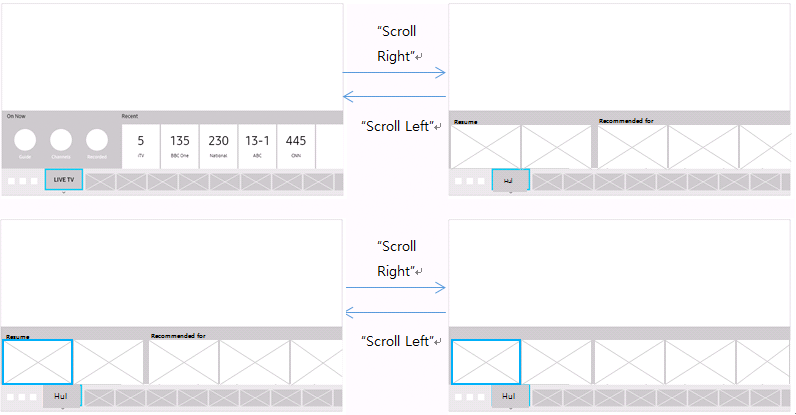 "Scroll
Right"
"Scroll Left"
On Now
Recent
5
135
230
13-1
445
Guide
Channels
Recorded
ITV
BBC One
National
ABC
CNN
LIVE TV
Resume
Recommended for
Hul
"Scroll
Right"
"Scroll Left"
Resume
Recommended for
Hul
Hul